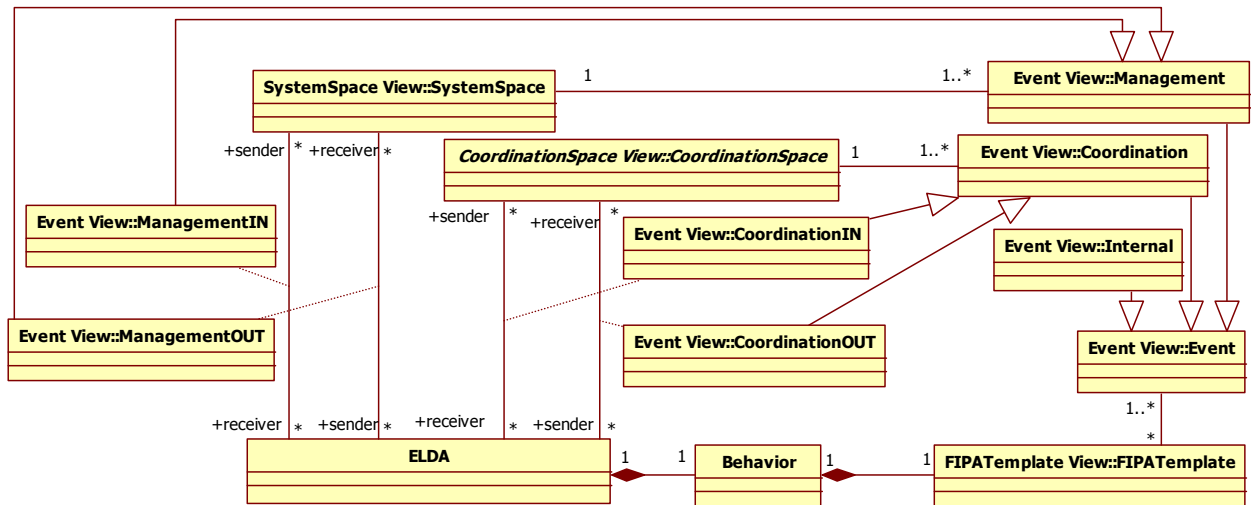 Event View::Management
1
1..*
SystemSpace View::SystemSpace
+sender
*
+receiver
*
CoordinationSpace View::CoordinationSpace
1
1..*
Event View::Coordination
Event View::ManagementIN
+sender
*
+receiver
*
Event View::CoordinationIN
Event View::Internal
Event View::ManagementOUT
Event View::CoordinationOUT
Event View::Event
+receiver
*
+sender
*
+receiver
*
+sender
*
1..*
*
ELDA
1
1
Behavior
1
1
FIPATemplate View::FIPATemplate